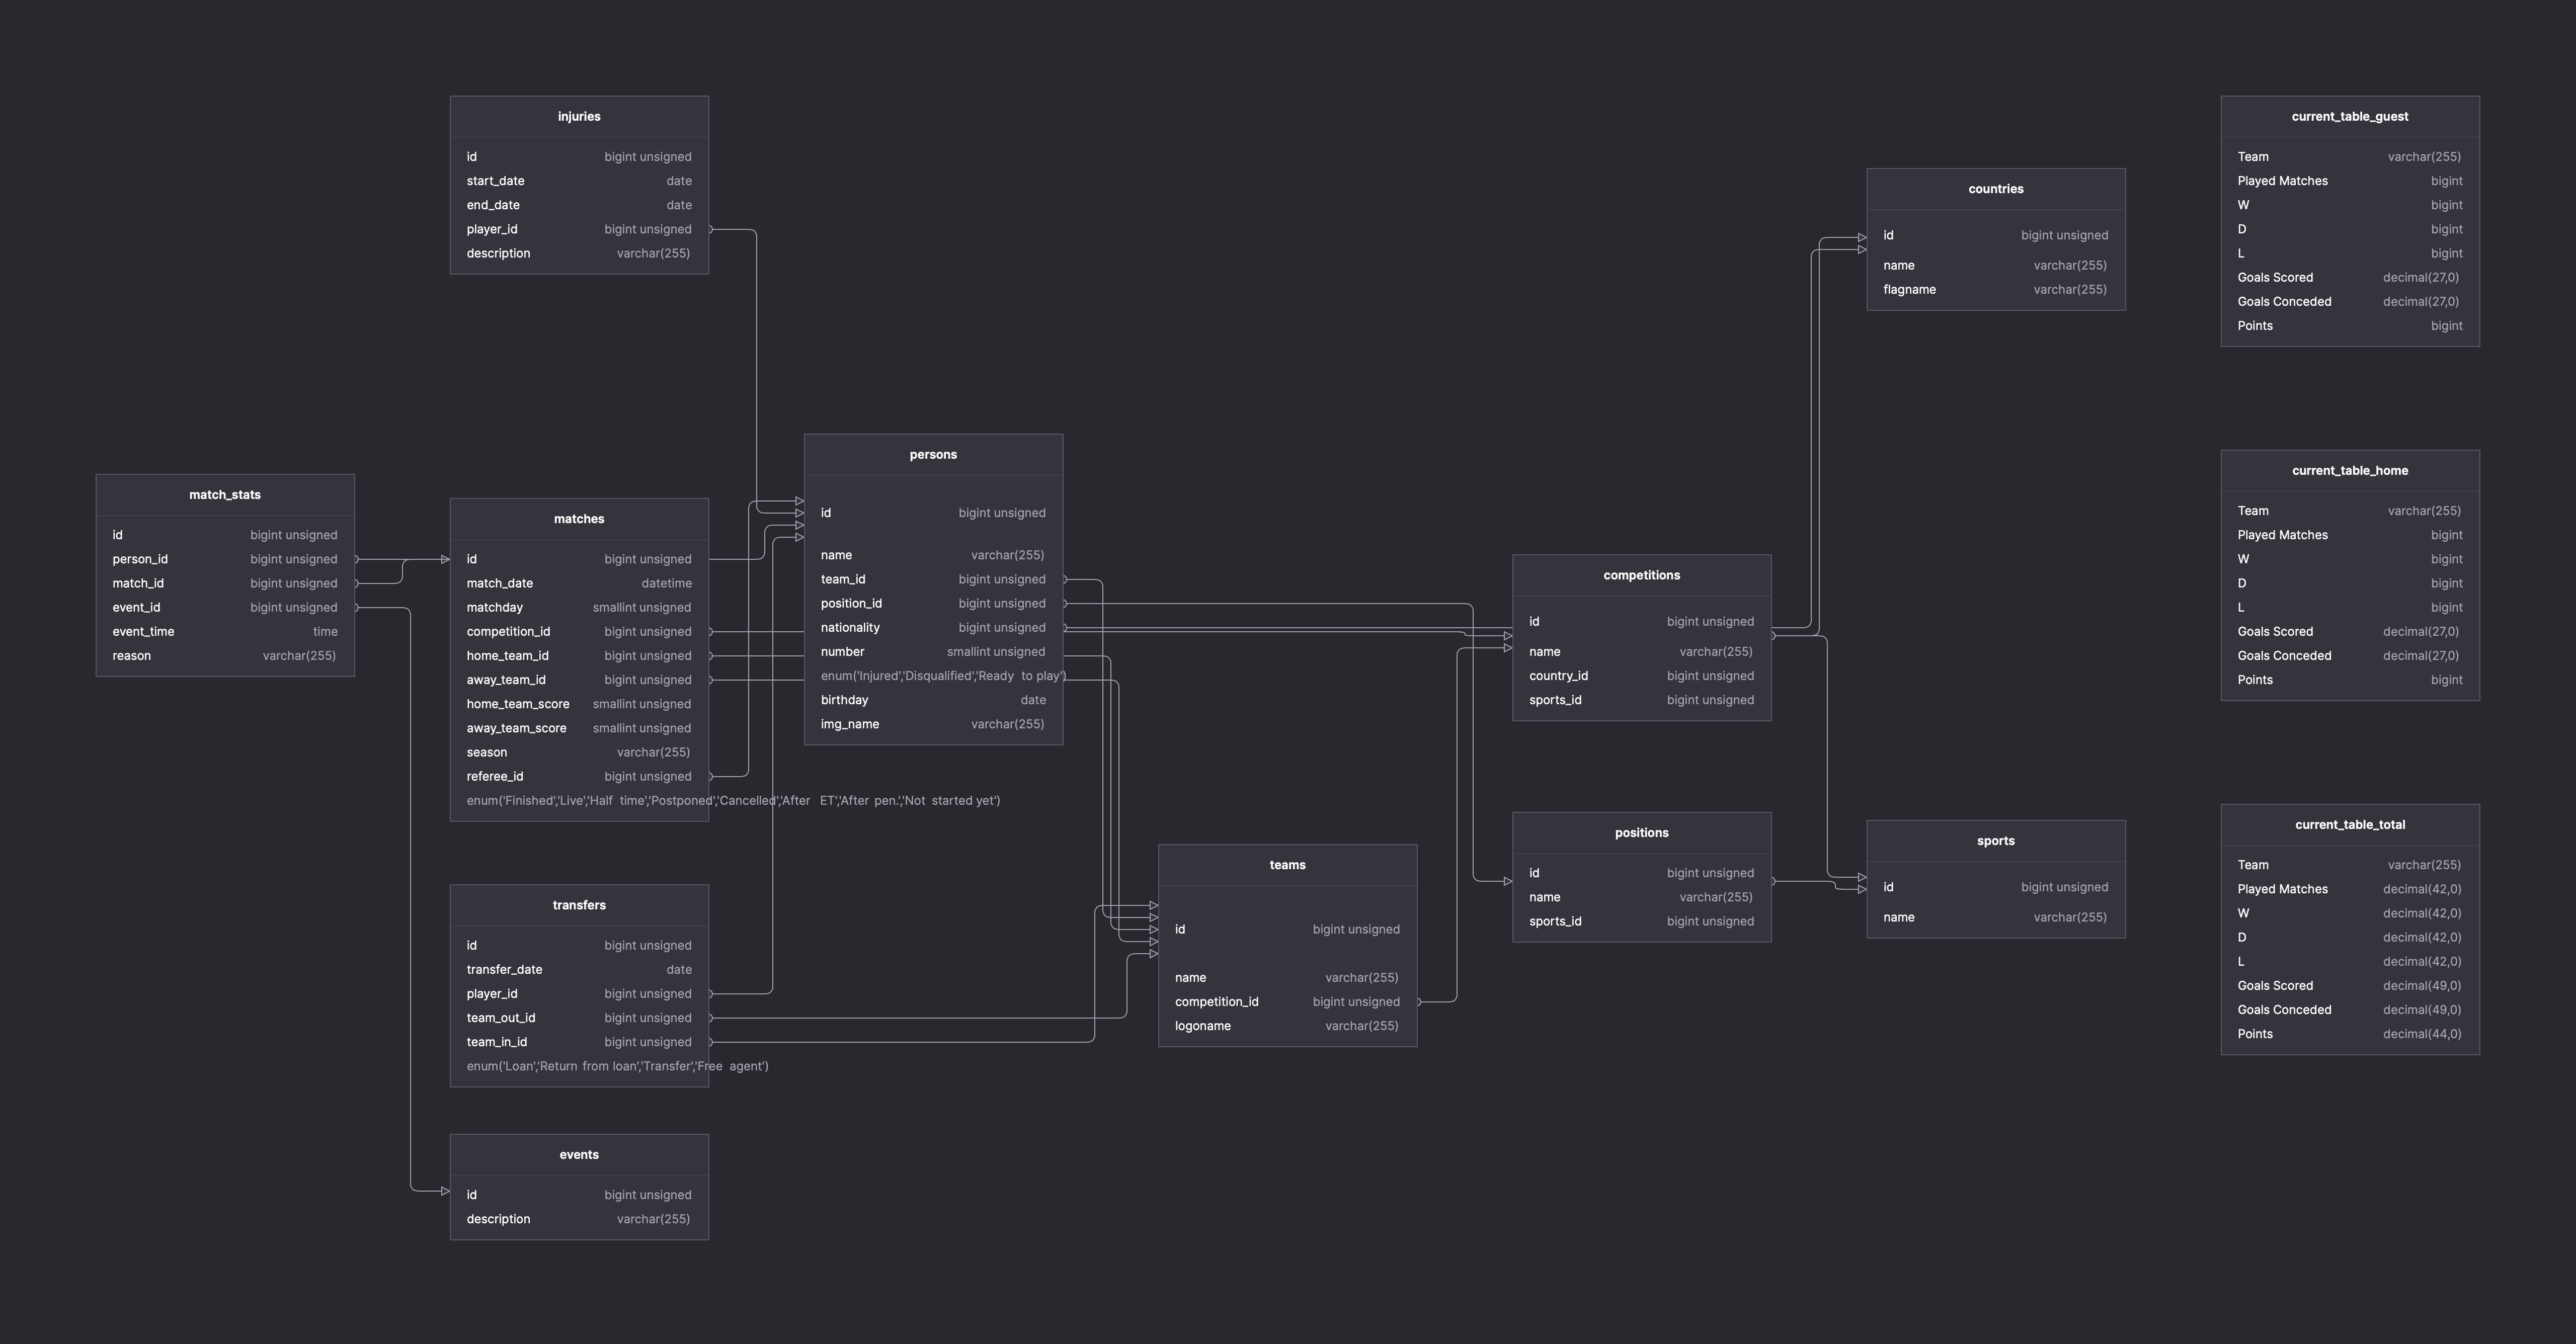 injuries
id bigint unsigned
start_date date
end_date date
player_id bigint unsigned
description varchar(255)
current_table_guest
Team varchar(255)
Played Matches bigint
W bigint
D bigint
L bigint
Goals Scored decimal(27,0)
Goals Conceded decimal(27,0)
Points bigint
countries
id bigint unsigned
name varchar(255)
flagname varchar(255)
persons
id bigint unsigned
name varchar(255)
team_id bigint unsigned
position_id bigint unsigned
nationality bigint unsigned
number smallint unsigned
enum('Injured','Disqualified','Ready to play')
birthday date
img_name varchar(255)
match_stats
id bigint unsigned
person_id bigint unsigned
match_id bigint unsigned
event_id bigint unsigned
event_time time
reason varchar(255)
matches
id bigint unsigned
match_date datetime
matchday smallint unsigned
competition_id bigint unsigned
home_team_id bigint unsigned
away_team_id bigint unsigned
home_team_score smallint unsigned
away_team_score smallint unsigned
season varchar(255)
referee_id bigint unsigned
enum('Finished','Live','Half time','Postponed','Cancelled','After ET','After pen.','Not started yet')
current_table_home
Team varchar(255)
Played Matches bigint
W bigint
D bigint
L bigint
Goals Scored decimal(27,0)
Goals Conceded decimal(27,0)
Points bigint
competitions
id bigint unsigned
name varchar(255)
country_id bigint unsigned
sports_id bigint unsigned
positions
id bigint unsigned
name varchar(255)
sports_id bigint unsigned
sports
id bigint unsigned
name varchar(255)
current_table_total
Team varchar(255)
Played Matches decimal(42,0)
W decimal(42,0)
D decimal(42,0)
L decimal(42,0)
Goals Scored decimal(49,0)
Goals Conceded decimal(49,0)
Points decimal(44,0)
teams
id bigint unsigned
name varchar(255)
competition_id bigint unsigned
logoname varchar(255)
transfers
id bigint unsigned
transfer_date date
player_id bigint unsigned
team_out_id bigint unsigned
team_in_id bigint unsigned
enum('Loan','Return from loan','Transfer','Free agent')
events
id bigint unsigned
description varchar(255)